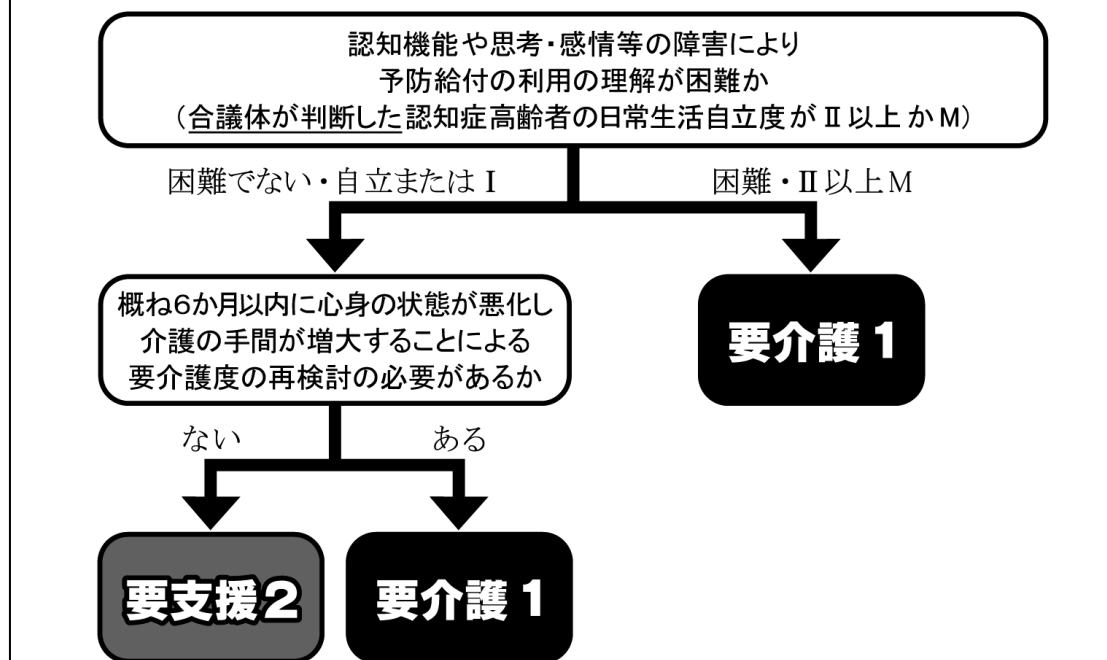 認知機能や思考・感情等の障害により
予防給付の利用の理解が困難か
（合議体が判断した認知症高齢者の日常生活自立度がⅡ以上かM）
困難でない・自立またはⅠ
困難・Ⅱ以上M
概ね６か月以内に心身の状態が悪化し
介護の手間が増大することによる
要介護度の再検討の必要があるか
要介護１
ない
ある
要支援２
要介護１